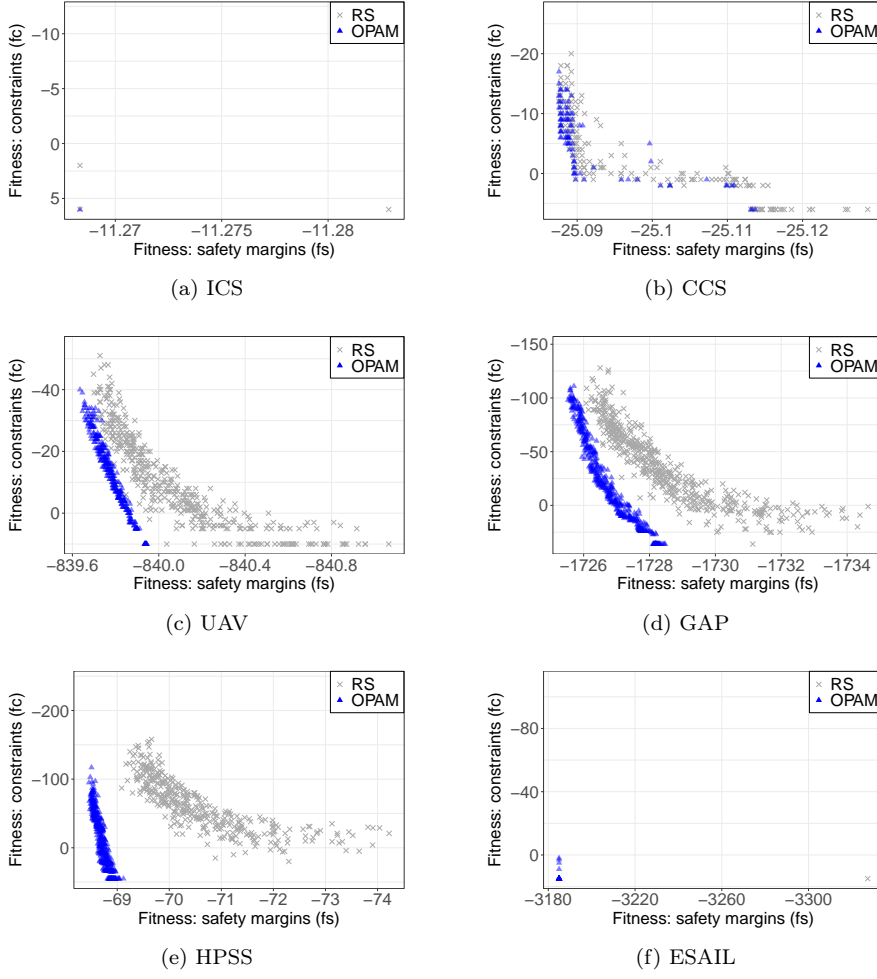 RS
OPAM
Fitness: constraints (fc)
−10
−5
0
5
−11.27
−11.275
−11.28
Fitness: safety margins (fs)
(a) ICS
RS
OPAM
Fitness: constraints (fc)
−20
−10
0
−25.09
−25.1
−25.11
−25.12
Fitness: safety margins (fs)
(b) CCS
RS
OPAM
Fitness: constraints (fc)
−40
−20
0
−839.6
−840.0
−840.4
−840.8
Fitness: safety margins (fs)
(c) UAV
RS
OPAM
Fitness: constraints (fc)
−150
−100
−50
0
−1726
−1728
−1730
−1732
−1734
Fitness: safety margins (fs)
(d) GAP
RS
OPAM
Fitness: constraints (fc)
−200
−100
0
−69
−70
−71
−72
−73
−74
Fitness: safety margins (fs)
(e) HPSS
RS
OPAM
Fitness: constraints (fc)
−80
−40
0
−3180
−3220
−3260
−3300
Fitness: safety margins (fs)
(f) ESAIL